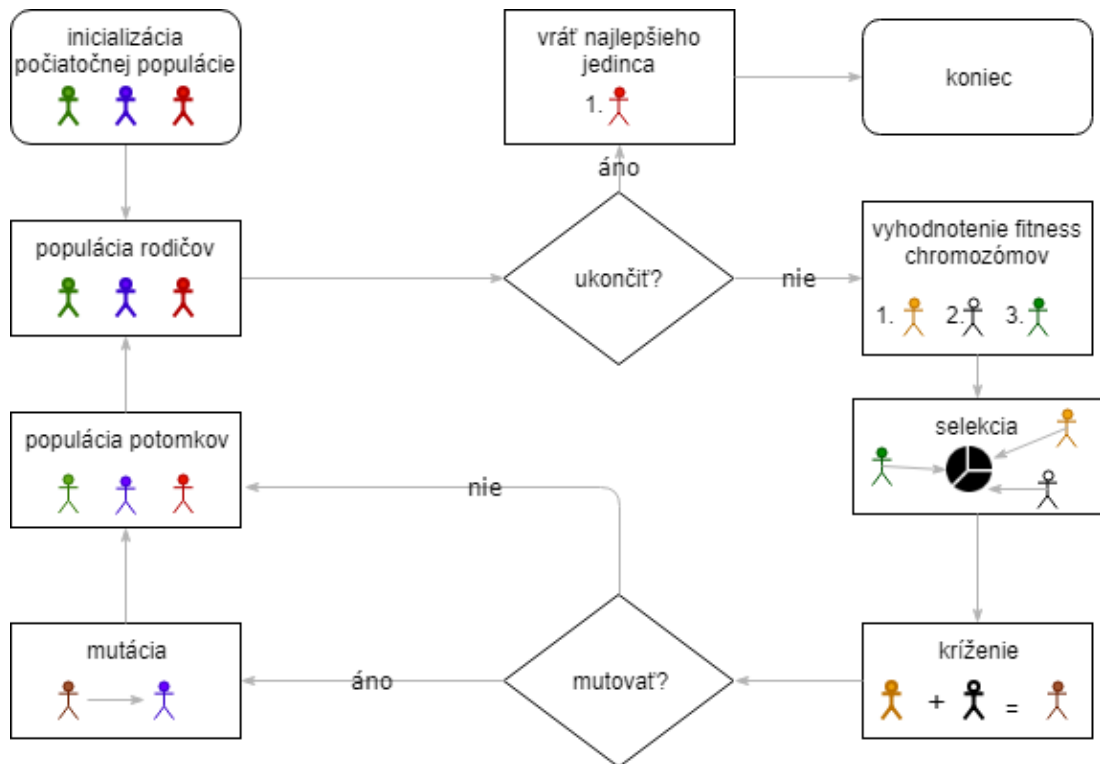 inicializácia
počiatočnej populácie
vráť najlepšieho
jedinca
1.
koniec
áno
populácia rodičov
ukončiť?
nie
vyhodnotenie fitness
chromozómov
1. 2. 3.
populácia potomkov
selekcia
nie
mutácia
áno
mutovať?
kríženie
+ =